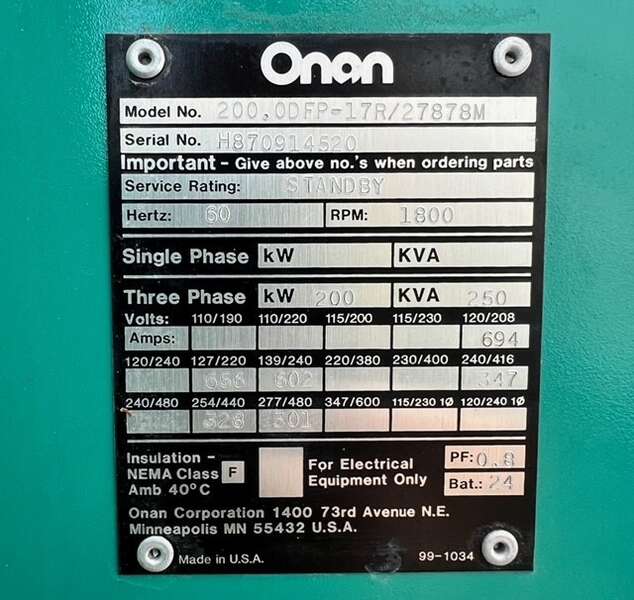 Onan
Model No. 200.0DFP-17R/27878M
Serial No. H870914520
Important - Give above no.'s when ordering parts
Service Rating: STANDBY
Hertz: 60 RPM: 1800
Single Phase kW KVA
Three Phase kW 200 KVA 250
Volts: 110/190 110/220 115/200 115/230 120/208
Amps: 694
120/240 127/220 139/240 220/380 230/400 240/416
656 602 347
240/480 254/440 277/480 347/600 115/230 1Ø 120/240 1Ø
328 301
Insulation -
NEMA Class F
Amb 40°C
For Electrical
Equipment Only
PF: 0.8
Bat.: 24
Onan Corporation 1400 73rd Avenue N.E.
Minneapolis MN 55432 U.S.A.
Made in U.S.A. 99-1034